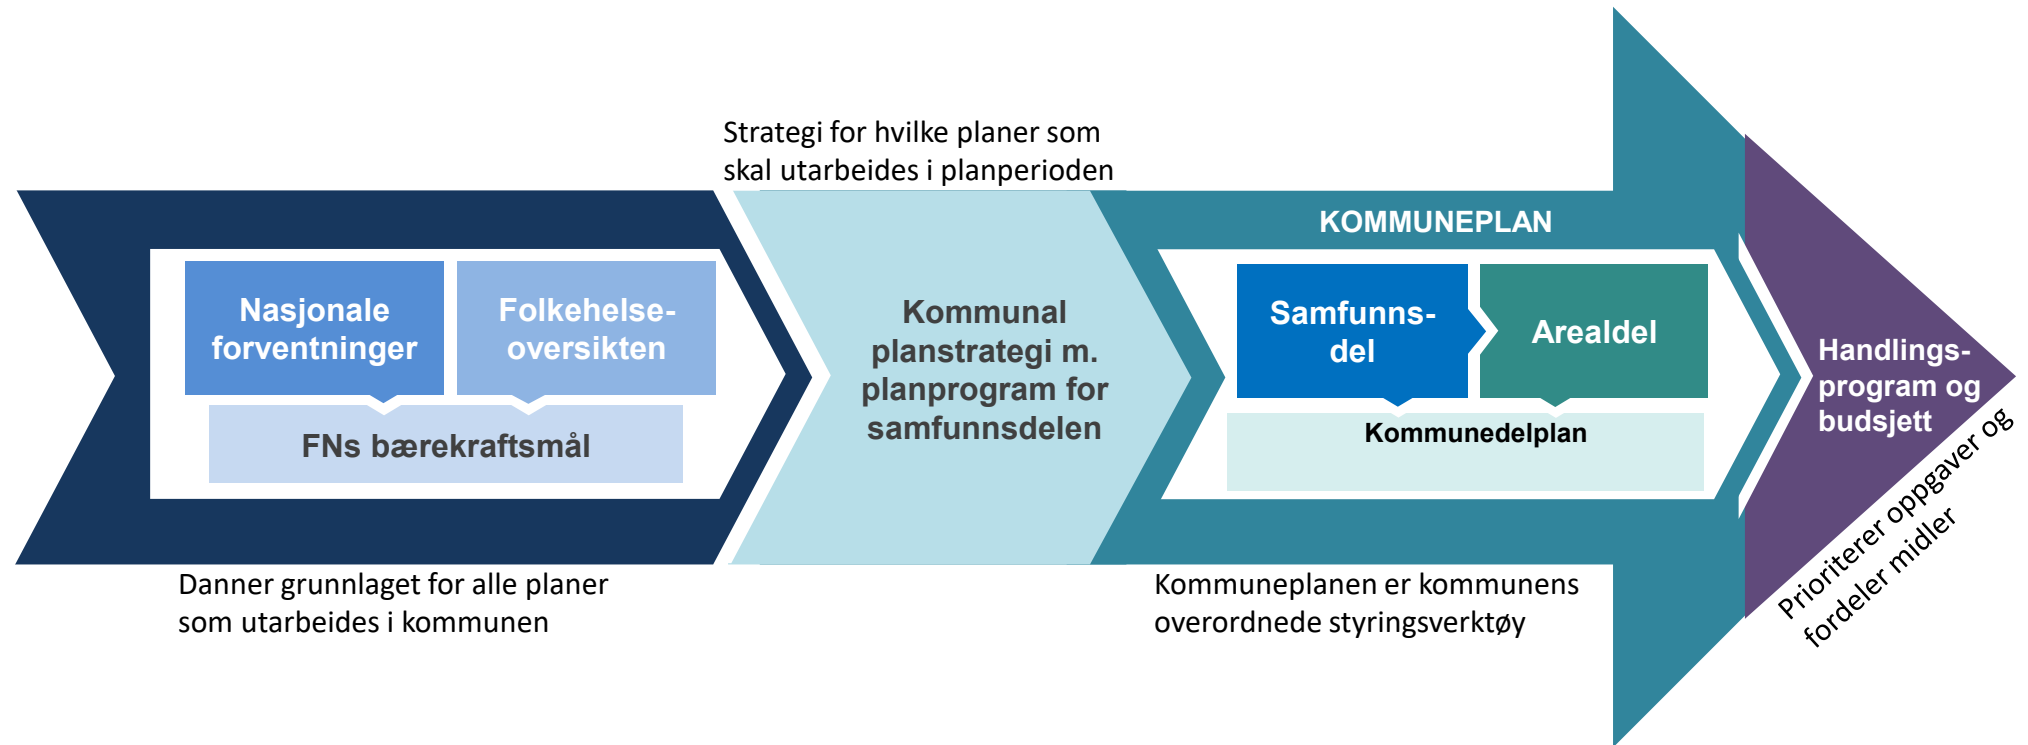 Strategi for hvilke planer som
skal utarbeides i planperioden
Nasjonale
forventninger
Folkehelse-
oversikten
FNs bærekraftsmål
Danner grunnlaget for alle planer
som utarbeides i kommunen
Kommunal
planstrategi m.
planprogram for
samfunnsdelen
KOMMUNEPLAN
Samfunns-
del
Arealdel
Kommunedelplan
Kommuneplanen er kommunens
overordnede styringsverktøy
Handlings-
program og
budsjett
Prioriterer oppgaver og
fordeler midler